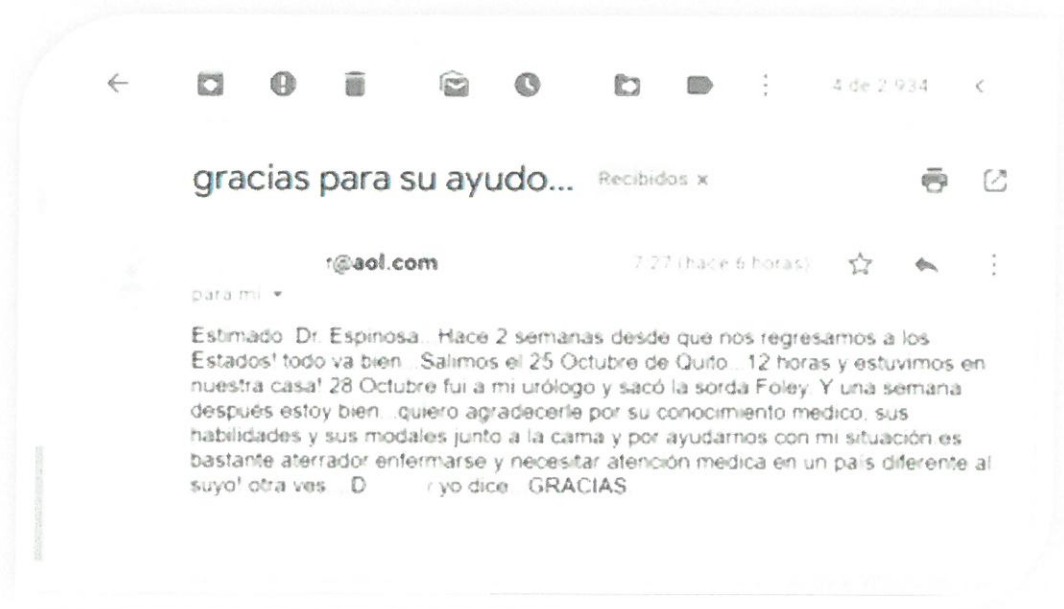 4 de 2.934
gracias para su ayudo... Recibidos x
r@aol.com 7:27 (hace 6 horas)
para mí
Estimado Dr. Espinosa...Hace 2 semanas desde que nos regresamos a los
Estados! todo va bien...Salimos el 25 Octubre de Quito...12 horas y estuvimos en
nuestra casa! 28 Octubre fui a mi urólogo y sacó la sorda Foley. Y una semana
después estoy bien...quiero agradecerle por su conocimiento medico, sus
habilidades y sus modales junto a la cama y por ayudarnos con mi situación es
bastante aterrador enfermarse y necesitar atención medica en un país diferente al
suyo! otra ves... D yo dice...GRACIAS